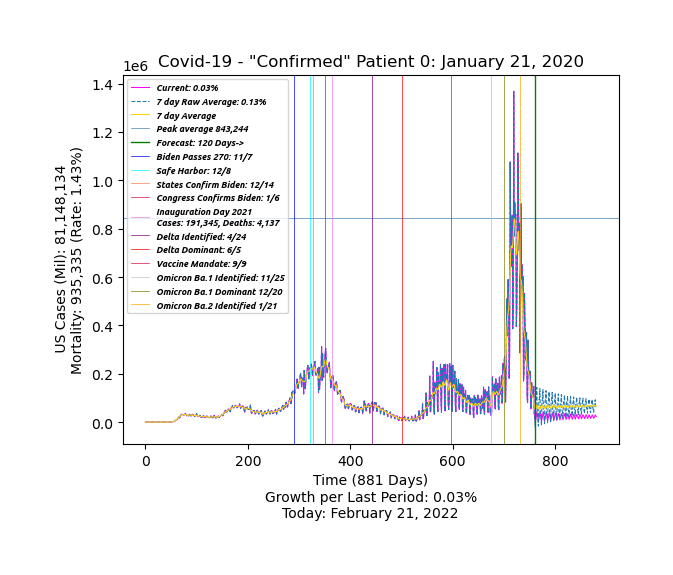 Covid-19 - "Confirmed" Patient 0: January 21, 2020
1e6
1.4
1.2
1.0
0.8
0.6
0.4
0.2
0.0
US Cases (Mil): 81,148,134
Mortality: 935,335 (Rate: 1.43%)
Current: 0.03%
7 day Raw Average: 0.13%
7 day Average
Peak average 843,244
Forecast: 120 Days->
Biden Passes 270: 11/7
Safe Harbor: 12/8
States Confirm Biden: 12/14
Congress Confirms Biden: 1/6
Inauguration Day 2021
Cases: 191,345, Deaths: 4,137
Delta Identified: 4/24
Delta Dominant: 6/5
Vaccine Mandate: 9/9
Omicron Ba.1 Identified: 11/25
Omicron Ba.1 Dominant 12/20
Omicron Ba.2 Identified 1/21
0 200 400 600 800
Time (881 Days)
Growth per Last Period: 0.03%
Today: February 21, 2022